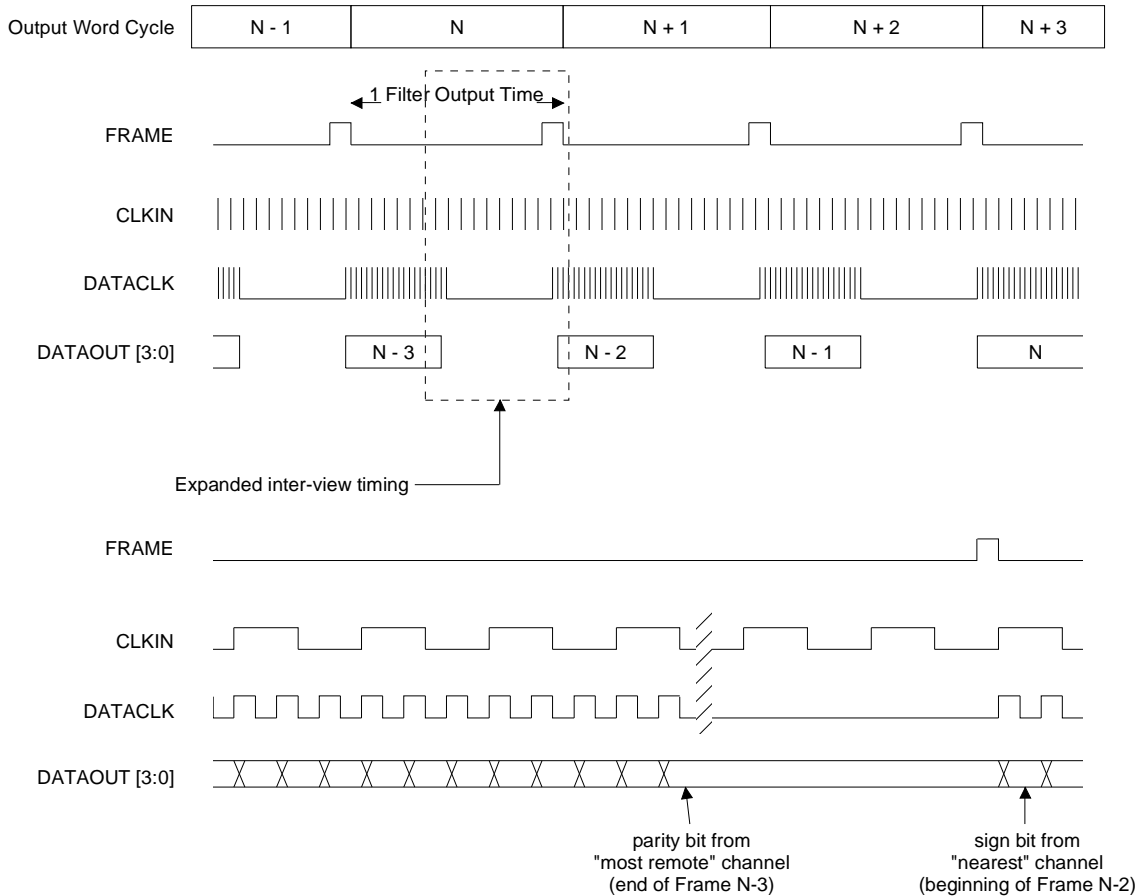 Output Word Cycle N - 1 N N + 1 N + 2 N + 3
1 Filter Output Time
FRAME
CLKIN
DATACLK
DATAOUT [3:0] N - 3 N - 2 N - 1 N
Expanded inter-view timing
FRAME
CLKIN
DATACLK
DATAOUT [3:0]
parity bit from
"most remote" channel
(end of Frame N-3)
sign bit from
"nearest" channel
(beginning of Frame N-2)